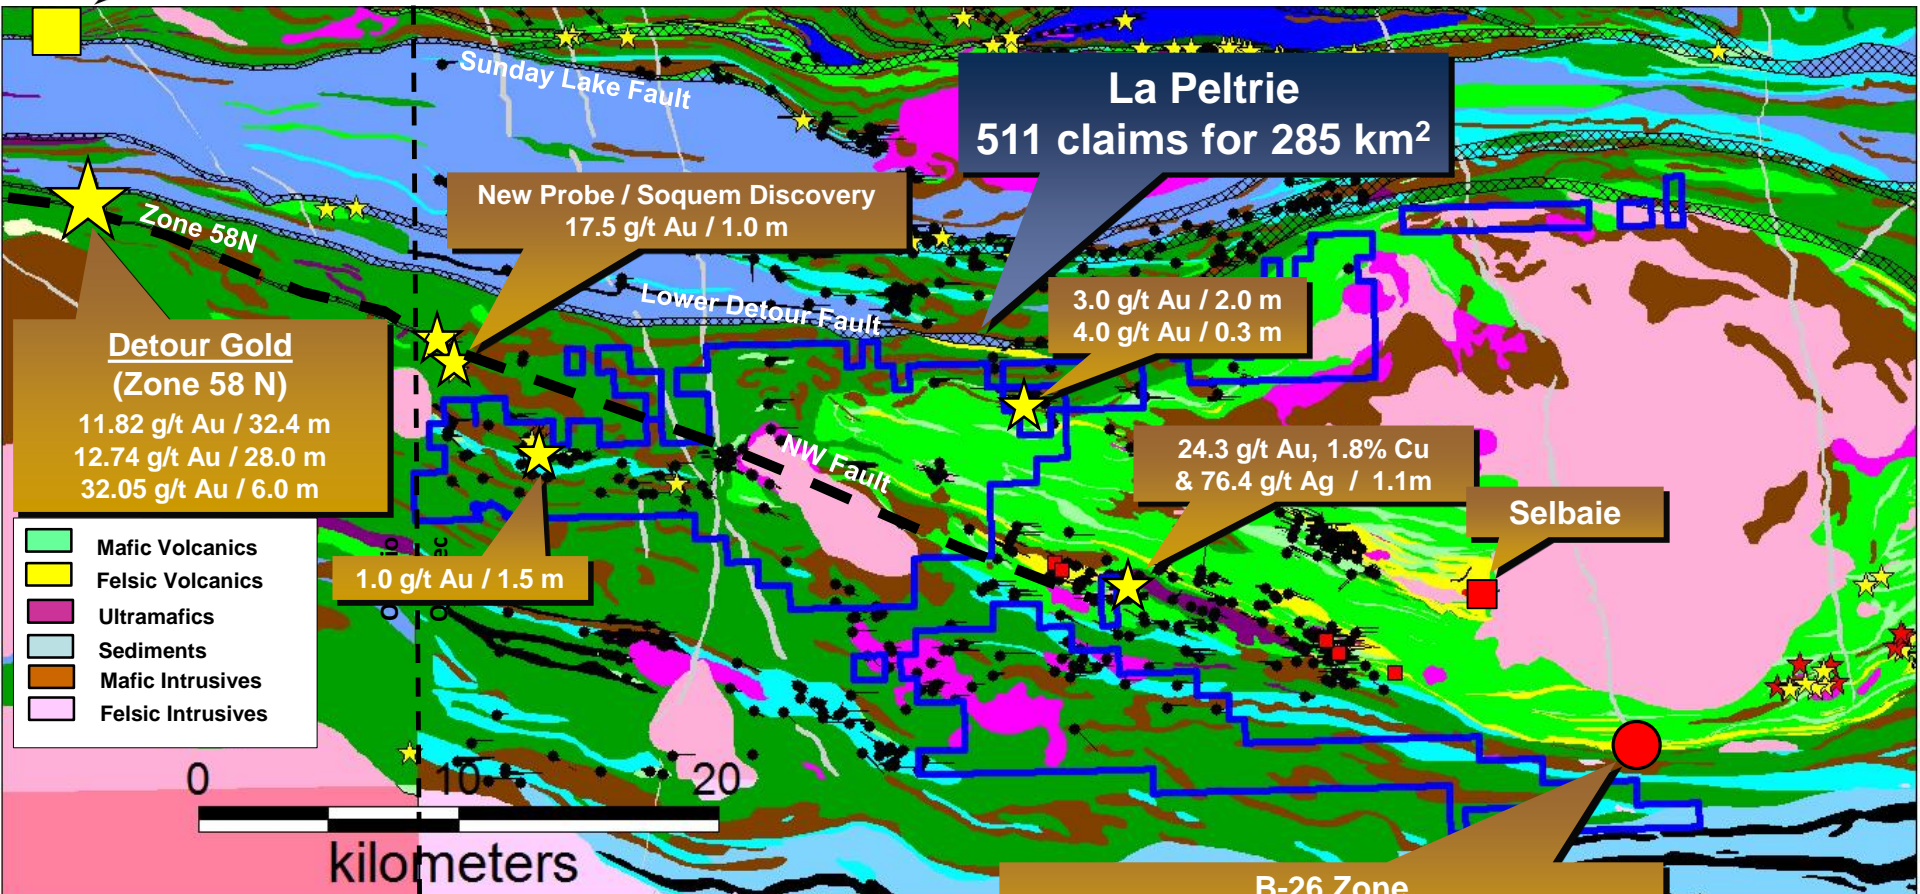 Sunday Lake Fault
La Peltrie
511 claims for 285 km²
New Probe / Soquem Discovery
17.5 g/t Au / 1.0 m
Zone 58N
Lower Detour Fault
3.0 g/t Au / 2.0 m
4.0 g/t Au / 0.3 m
Detour Gold
(Zone 58 N)
11.82 g/t Au / 32.4 m
12.74 g/t Au / 28.0 m
32.05 g/t Au / 6.0 m
NW Fault
24.3 g/t Au, 1.8% Cu
& 76.4 g/t Ag / 1.1m
Selbaie
1.0 g/t Au / 1.5 m
Mafic Volcanics
Felsic Volcanics
Ultramafics
Sediments
Mafic Intrusives
Felsic Intrusives
0 10 20
kilometers
B-26 Zone